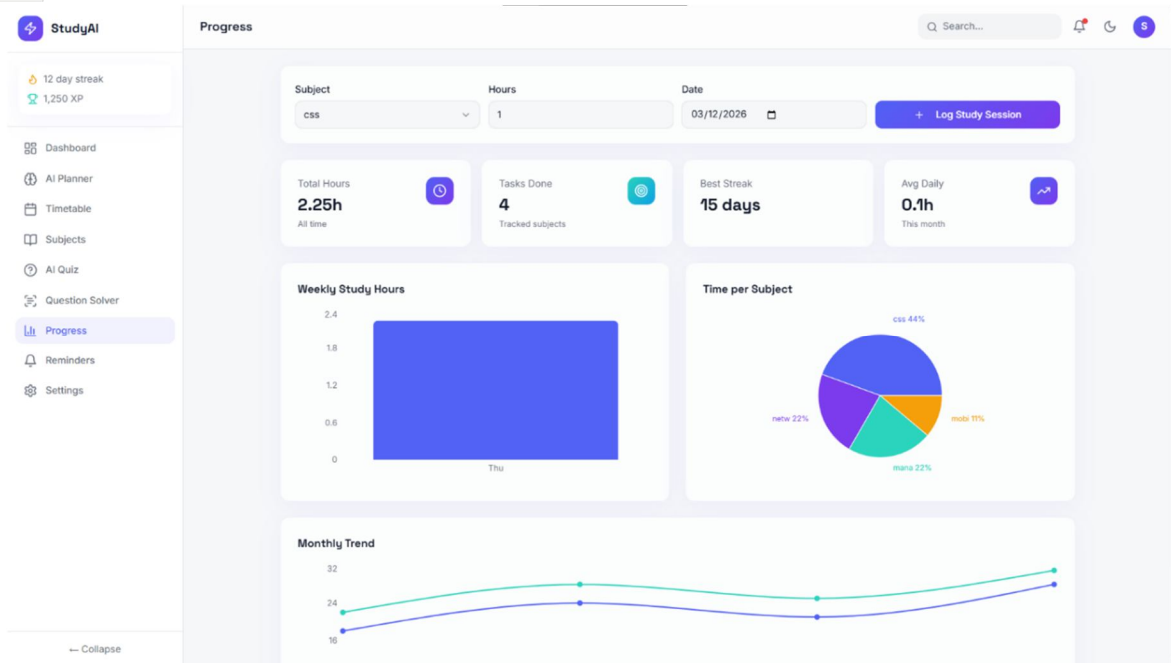 StudyAI
Progress
Search...
S
12 day streak
1,250 XP
Dashboard
AI Planner
Timetable
Subjects
AI Quiz
Question Solver
Progress
Reminders
Settings
← Collapse
Subject
Hours
Date
css
1
03/12/2026
+ Log Study Session
Total Hours
2.25h
All time
Tasks Done
4
Tracked subjects
Best Streak
15 days
Avg Daily
0.1h
This month
Weekly Study Hours
2.4
1.8
1.2
0.6
0
Thu
Time per Subject
css 44%
netw 22%
mobi 11%
mana 22%
Monthly Trend
32
24
16